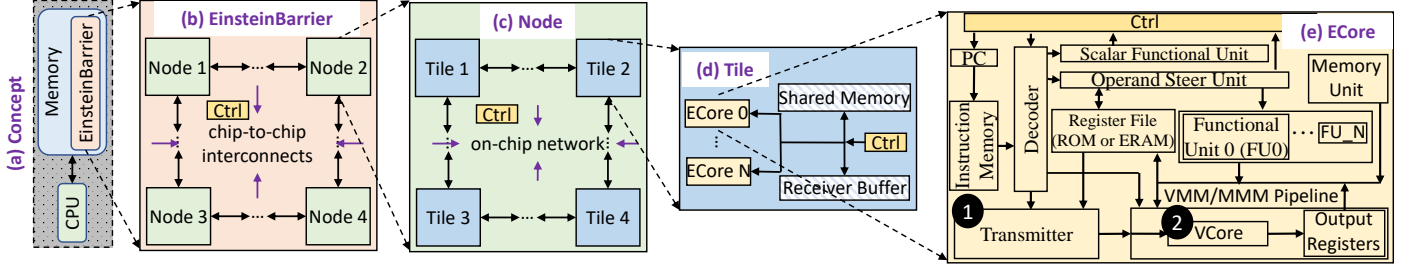 (a) Concept
Memory
EinsteinBarrier
CPU
(b) EinsteinBarrier
Node 1
...
Node 2
Ctrl
chip-to-chip
interconnects
Node 3
...
Node 4
(c) Node
Tile 1
...
Tile 2
Ctrl
on-chip network
Tile 3
...
Tile 4
(d) Tile
ECore 0
...
ECore N
Shared Memory
Ctrl
Receiver Buffer
(e) ECore
Ctrl
PC
Instruction
Memory
Decoder
Scalar Functional Unit
Operand Steer Unit
Register File
(ROM or ERAM)
Functional
Unit 0 (FU0)
...
FU_N
Memory
Unit
VMM/MMM Pipeline
1
Transmitter
2
VCore
Output
Registers